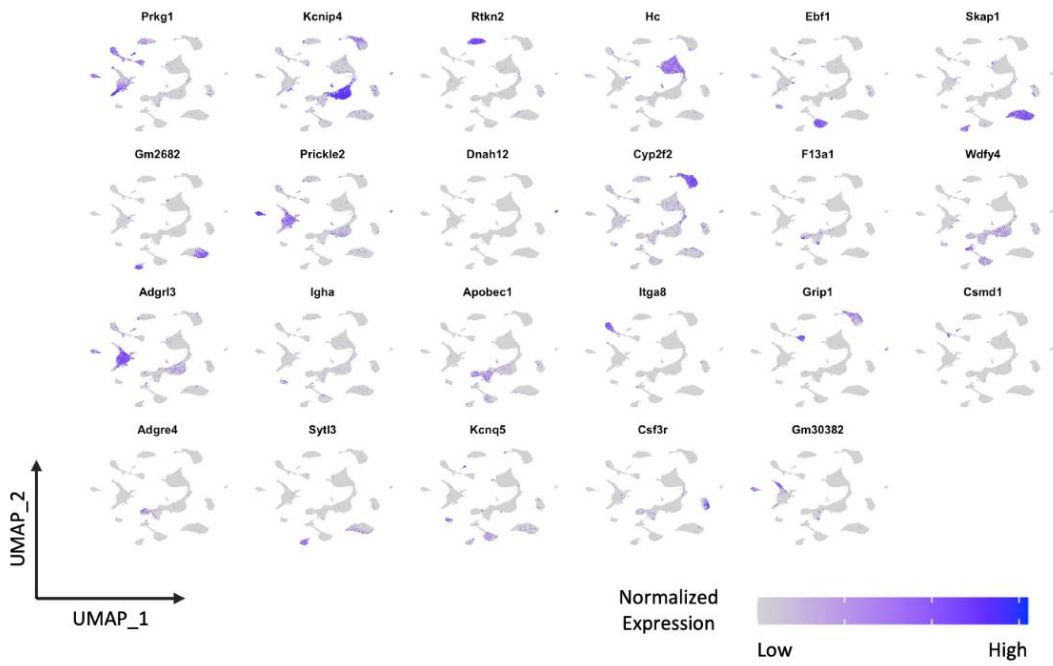 Prkg1 Kcnip4 Rtkn2 Hc Ebf1 Skap1
Gm2682 Prickle2 Dnah12 Cyp2f2 F13a1 Wdfy4
Adgrl3 Igha Apobec1 Itga8 Grip1 Csmd1
Adgre4 Sytl3 Kcnq5 Csf3r Gm30382
UMAP_2
UMAP_1
Normalized
Expression
Low High